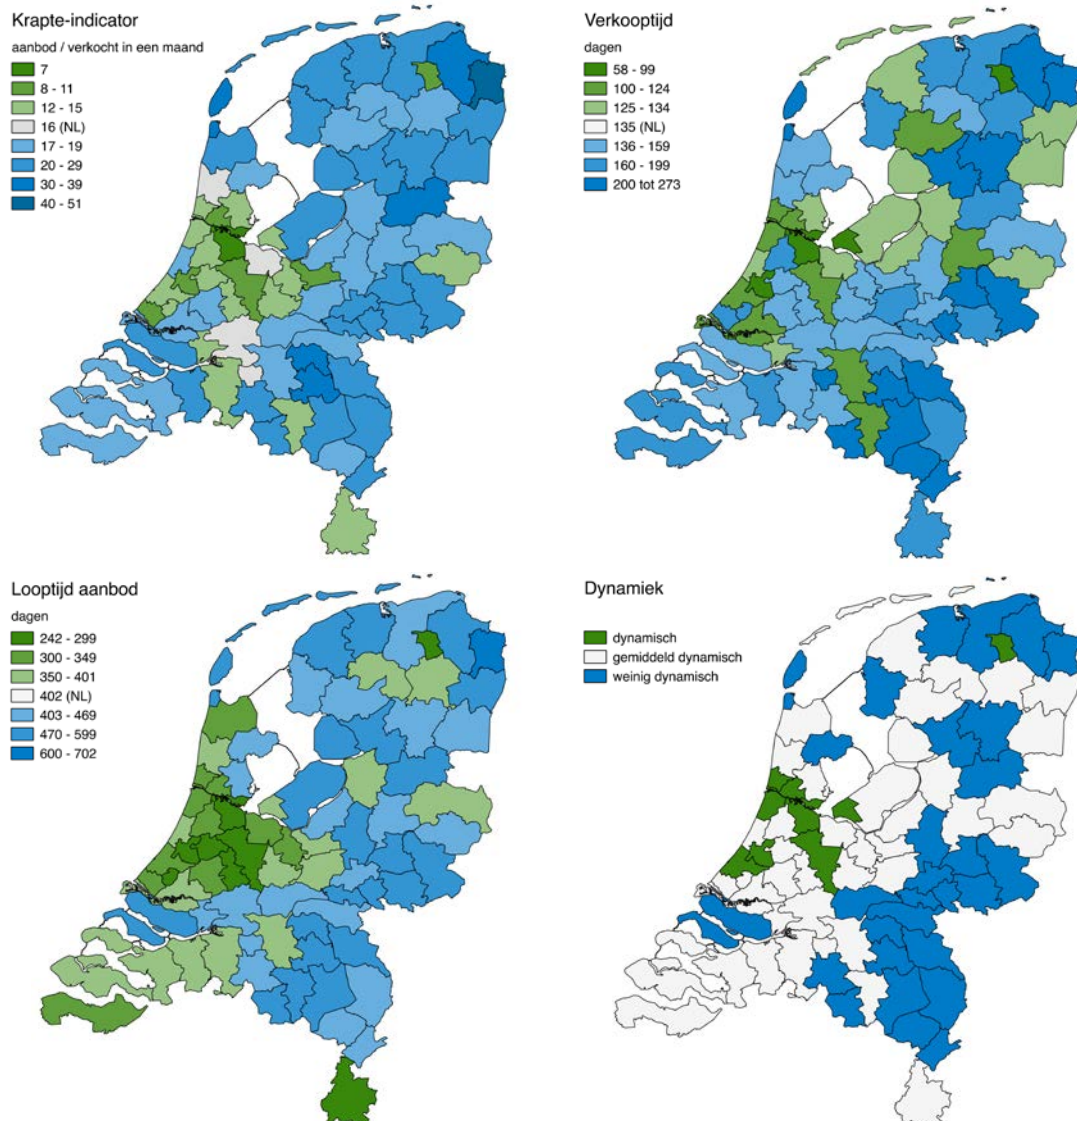 Krapte-indicator
aanbod / verkocht in een maand
7
8 - 11
12 - 15
16 (NL)
17 - 19
20 - 29
30 - 39
40 - 51
Verkooptijd
dagen
58 - 99
100 - 124
125 - 134
135 (NL)
136 - 159
160 - 199
200 tot 273
Looptijd aanbod
dagen
242 - 299
300 - 349
350 - 401
402 (NL)
403 - 469
470 - 599
600 - 702
Dynamiek
dynamisch
gemiddeld dynamisch
weinig dynamisch